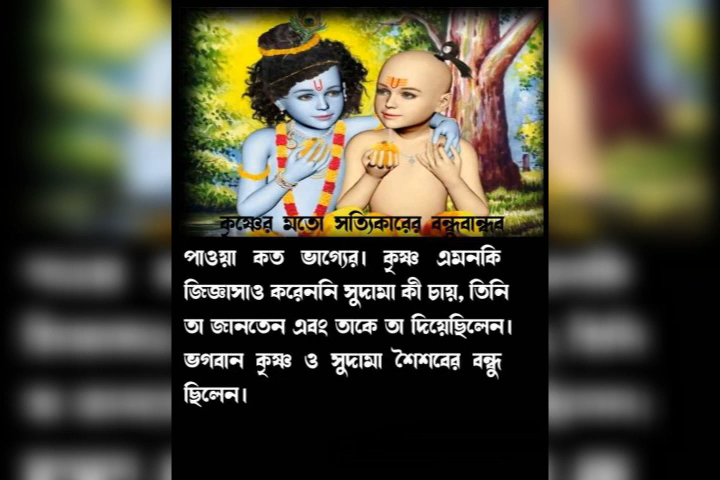 কৃষ্ণের মতো সত্যিকারের বন্ধুবান্ধব
পাওয়া কত ভাগ্যের। কৃষ্ণ এমনকি
জিজ্ঞাসাও করেননি সুদামা কী চায়, তিনি
তা জানতেন এবং তাকে তা দিয়েছিলেন।
ভগবান কৃষ্ণ ও সুদামা শৈশবের বন্ধু
ছিলেন।